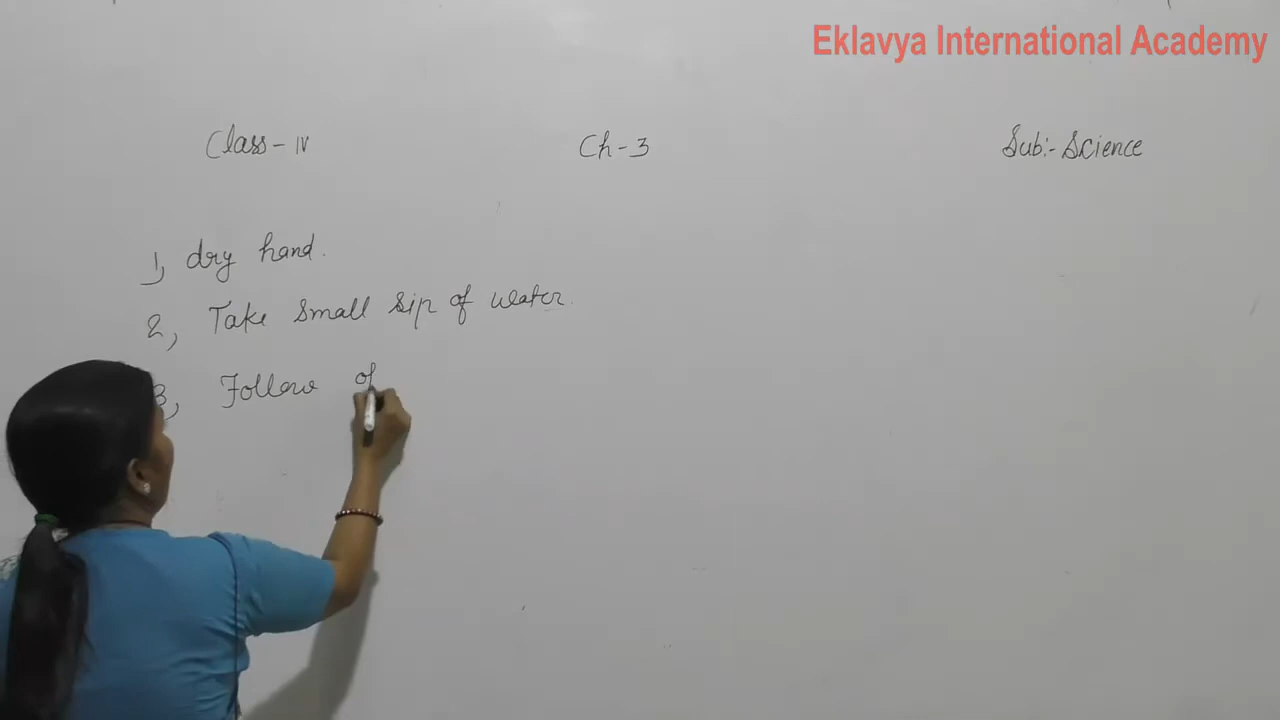 Eklavya International Academy
Class - IV Ch - 3 Sub:- Science
1, dry hand.
2, Take small sip of water.
3, Follow of